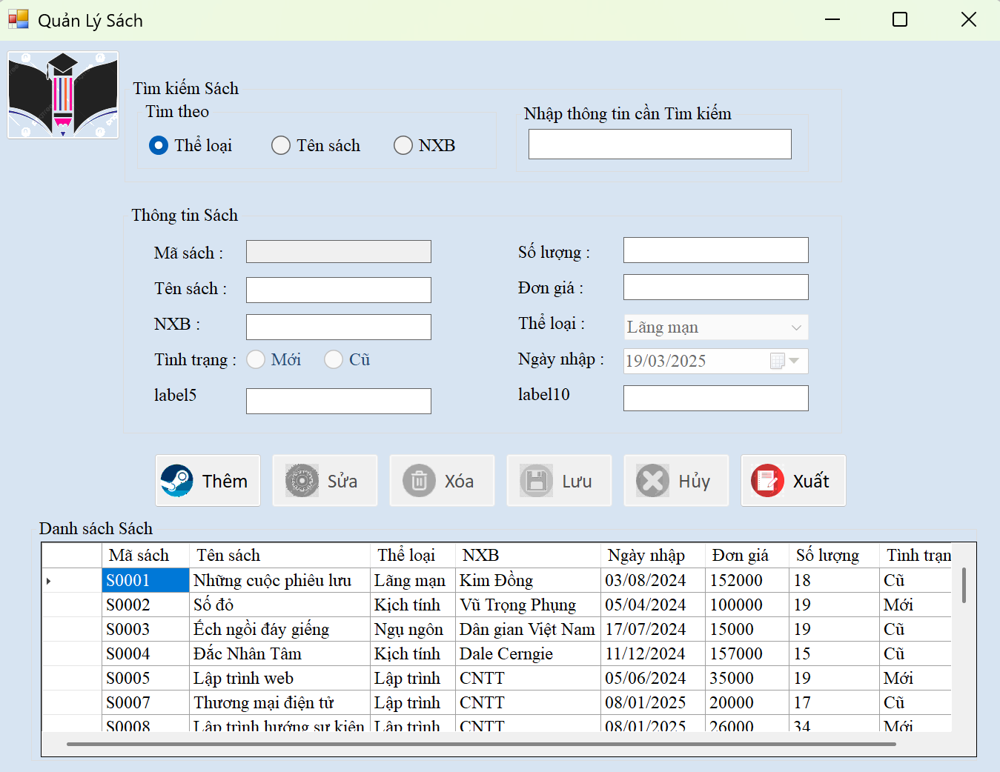 Quản Lý Sách
Tìm kiếm Sách
Tìm theo
Thể loại Tên sách NXB
Nhập thông tin cần Tìm kiếm
Thông tin Sách
Mã sách :
Tên sách :
NXB :
Tình trạng : Mới Cũ
label5
Số lượng :
Đơn giá :
Thể loại : Lãng mạn
Ngày nhập : 19/03/2025
label10
Thêm Sửa Xóa Lưu Hủy Xuất
Danh sách Sách
Mã sách Tên sách Thể loại NXB Ngày nhập Đơn giá Số lượng Tình trạn
S0001 Những cuộc phiêu lưu Lãng mạn Kim Đồng 03/08/2024 152000 18 Cũ
S0002 Số đỏ Kịch tính Vũ Trọng Phụng 05/04/2024 100000 19 Mới
S0003 Ếch ngồi đáy giếng Ngụ ngôn Dân gian Việt Nam 17/07/2024 15000 19 Cũ
S0004 Đắc Nhân Tâm Kịch tính Dale Cerngie 11/12/2024 157000 15 Cũ
S0005 Lập trình web Lập trình CNTT 05/06/2024 35000 19 Mới
S0007 Thương mại điện tử Lập trình CNTT 08/01/2025 20000 17 Cũ
S0008 Lập trình hướng sự kiện Lập trình CNTT 08/01/2025 26000 34 Mới